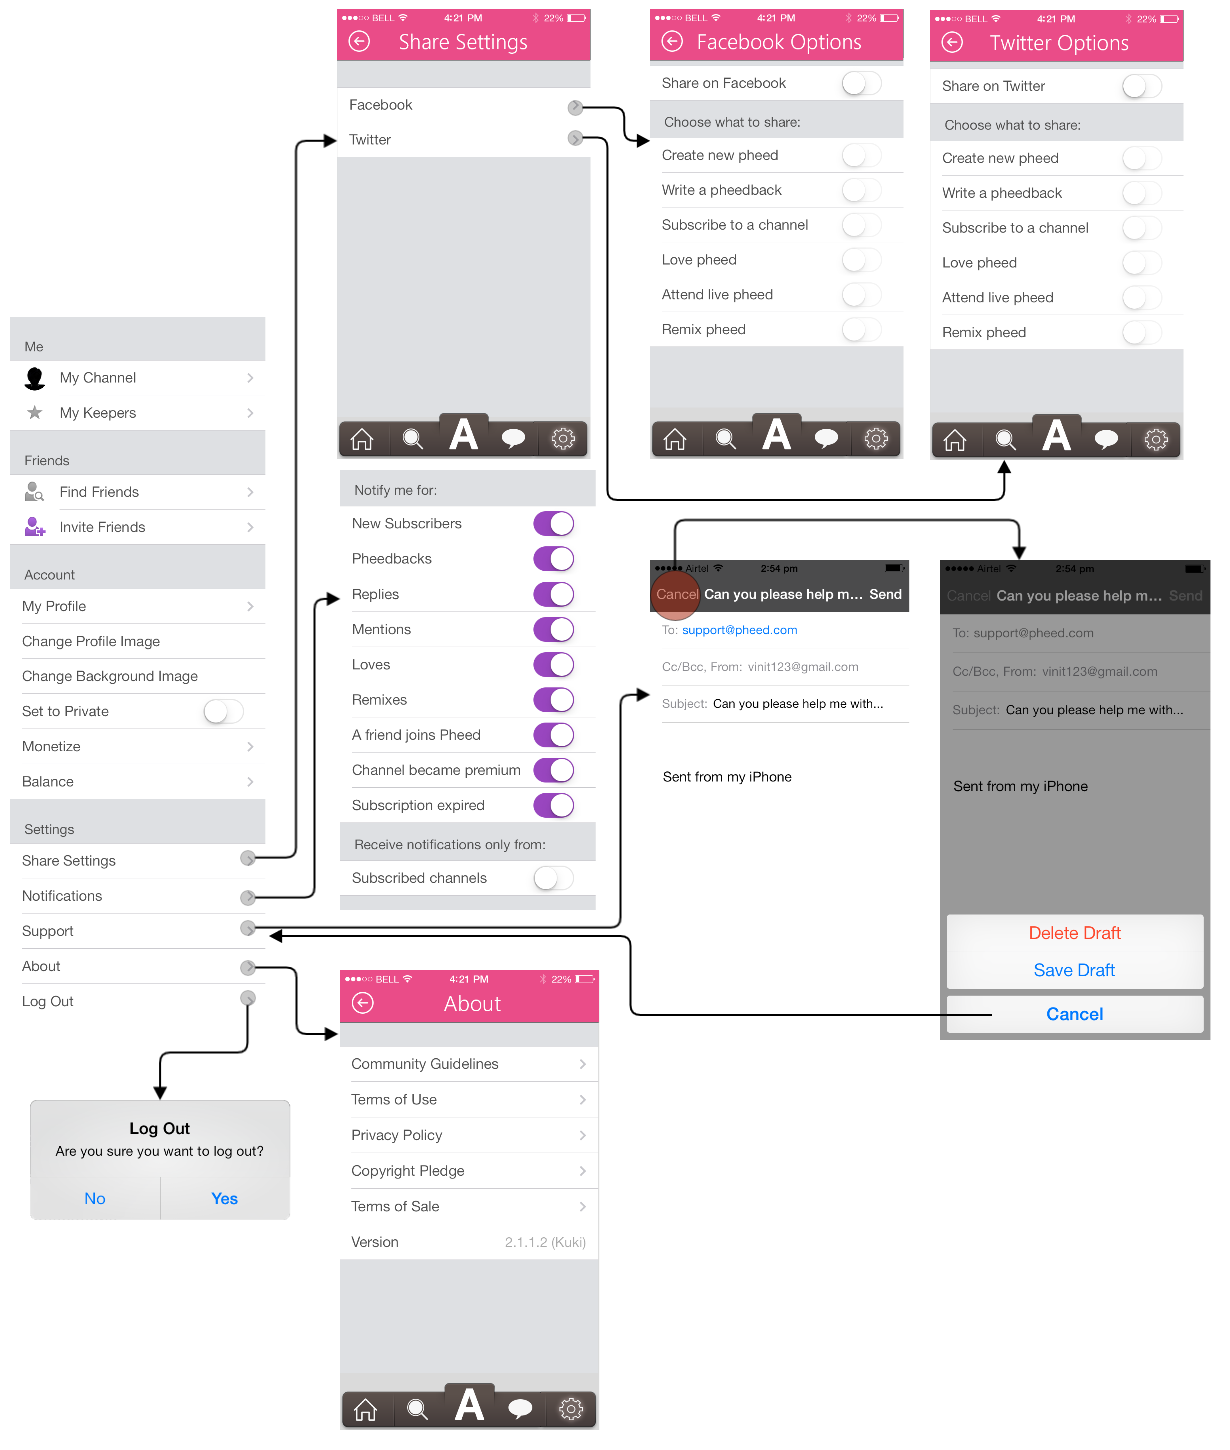 BELL 4:21 PM 22%
Share Settings
Facebook
Twitter
A
BELL 4:21 PM 22%
Facebook Options
Share on Facebook
Choose what to share:
Create new pheed
Write a pheedback
Subscribe to a channel
Love pheed
Attend live pheed
Remix pheed
A
BELL 4:21 PM 22%
Twitter Options
Share on Twitter
Choose what to share:
Create new pheed
Write a pheedback
Subscribe to a channel
Love pheed
Attend live pheed
Remix pheed
A
Me
My Channel
My Keepers
Friends
Find Friends
Invite Friends
Account
My Profile
Change Profile Image
Change Background Image
Set to Private
Monetize
Balance
Settings
Share Settings
Notifications
Support
About
Log Out
Notify me for:
New Subscribers
Pheedbacks
Replies
Mentions
Loves
Remixes
A friend joins Pheed
Channel became premium
Subscription expired
Receive notifications only from:
Subscribed channels
Airtel 2:54 pm
Cancel Can you please help m... Send
To: support@pheed.com
Cc/Bcc, From: vinit123@gmail.com
Subject: Can you please help me with...
Sent from my iPhone
Airtel 2:54 pm
Cancel Can you please help m... Send
To: support@pheed.com
Cc/Bcc, From: vinit123@gmail.com
Subject: Can you please help me with...
Sent from my iPhone
Delete Draft
Save Draft
Cancel
Log Out
Are you sure you want to log out?
No Yes
BELL 4:21 PM 22%
About
Community Guidelines
Terms of Use
Privacy Policy
Copyright Pledge
Terms of Sale
Version 2.1.1.2 (Kuki)
A